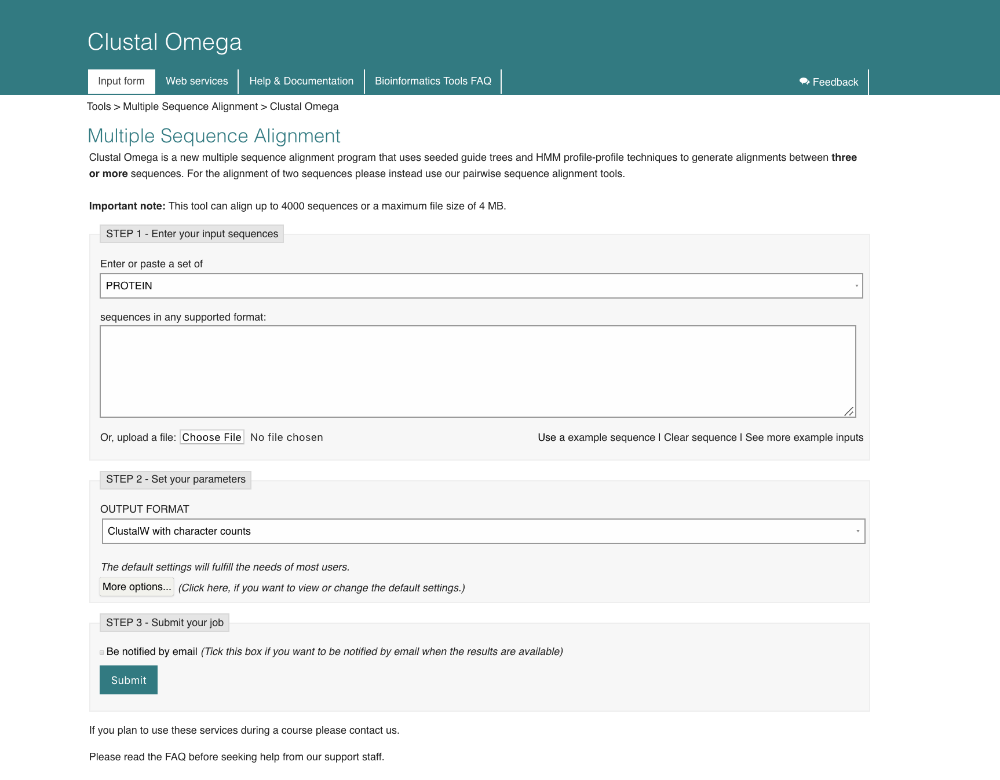 Clustal Omega
Input form
Web services
Help & Documentation
Bioinformatics Tools FAQ
Feedback
Tools > Multiple Sequence Alignment > Clustal Omega
Multiple Sequence Alignment
Clustal Omega is a new multiple sequence alignment program that uses seeded guide trees and HMM profile-profile techniques to generate alignments between three
or more sequences. For the alignment of two sequences please instead use our pairwise sequence alignment tools.
Important note: This tool can align up to 4000 sequences or a maximum file size of 4 MB.
STEP 1 - Enter your input sequences
Enter or paste a set of
PROTEIN
sequences in any supported format:
Or, upload a file: Choose File No file chosen
Use a example sequence I Clear sequence I See more example inputs
STEP 2 - Set your parameters
OUTPUT FORMAT
ClustalW with character counts
The default settings will fulfill the needs of most users.
More options... (Click here, if you want to view or change the default settings.)
STEP 3 - Submit your job
Be notified by email (Tick this box if you want to be notified by email when the results are available)
Submit
If you plan to use these services during a course please contact us.
Please read the FAQ before seeking help from our support staff.